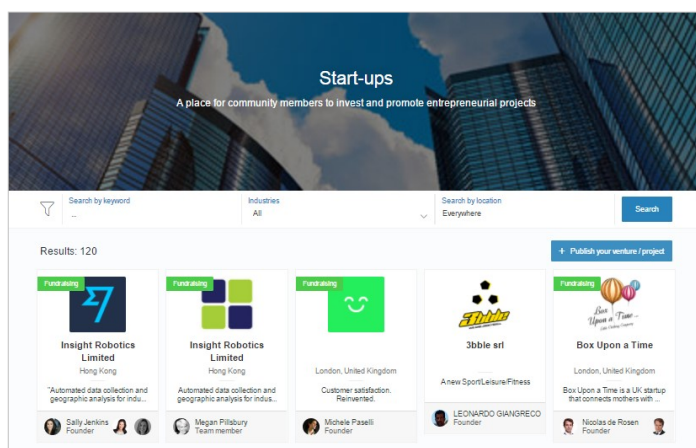 Start-ups
A place for community members to invest and promote entrepreneurial projects
Search by keyword
...
Industries
All
Search by location
Everywhere
Search
Results: 120
+ Publish your venture / project
Fundraising
Insight Robotics
Limited
Hong Kong
"Automated data collection and
geographic analysis for indu...
Sally Jenkins
Founder
Fundraising
Insight Robotics
Limited
Hong Kong
Automated data collection and
geographic analysis for indus...
Megan Pillsbury
Team member
Fundraising
London, United Kingdom
Customer satisfaction.
Reinvented.
Michele Paselli
Founder
3bble
3bble srl
A new Sport/Leisure/Fitness
LEONARDO GIANGRECO
Founder
Fundraising
Box
Upon a Time...
Box Upon a Time
London, United Kingdom
Box Upon a Time is a UK startup
that connects mothers with ...
Nicolas de Rosen
Founder